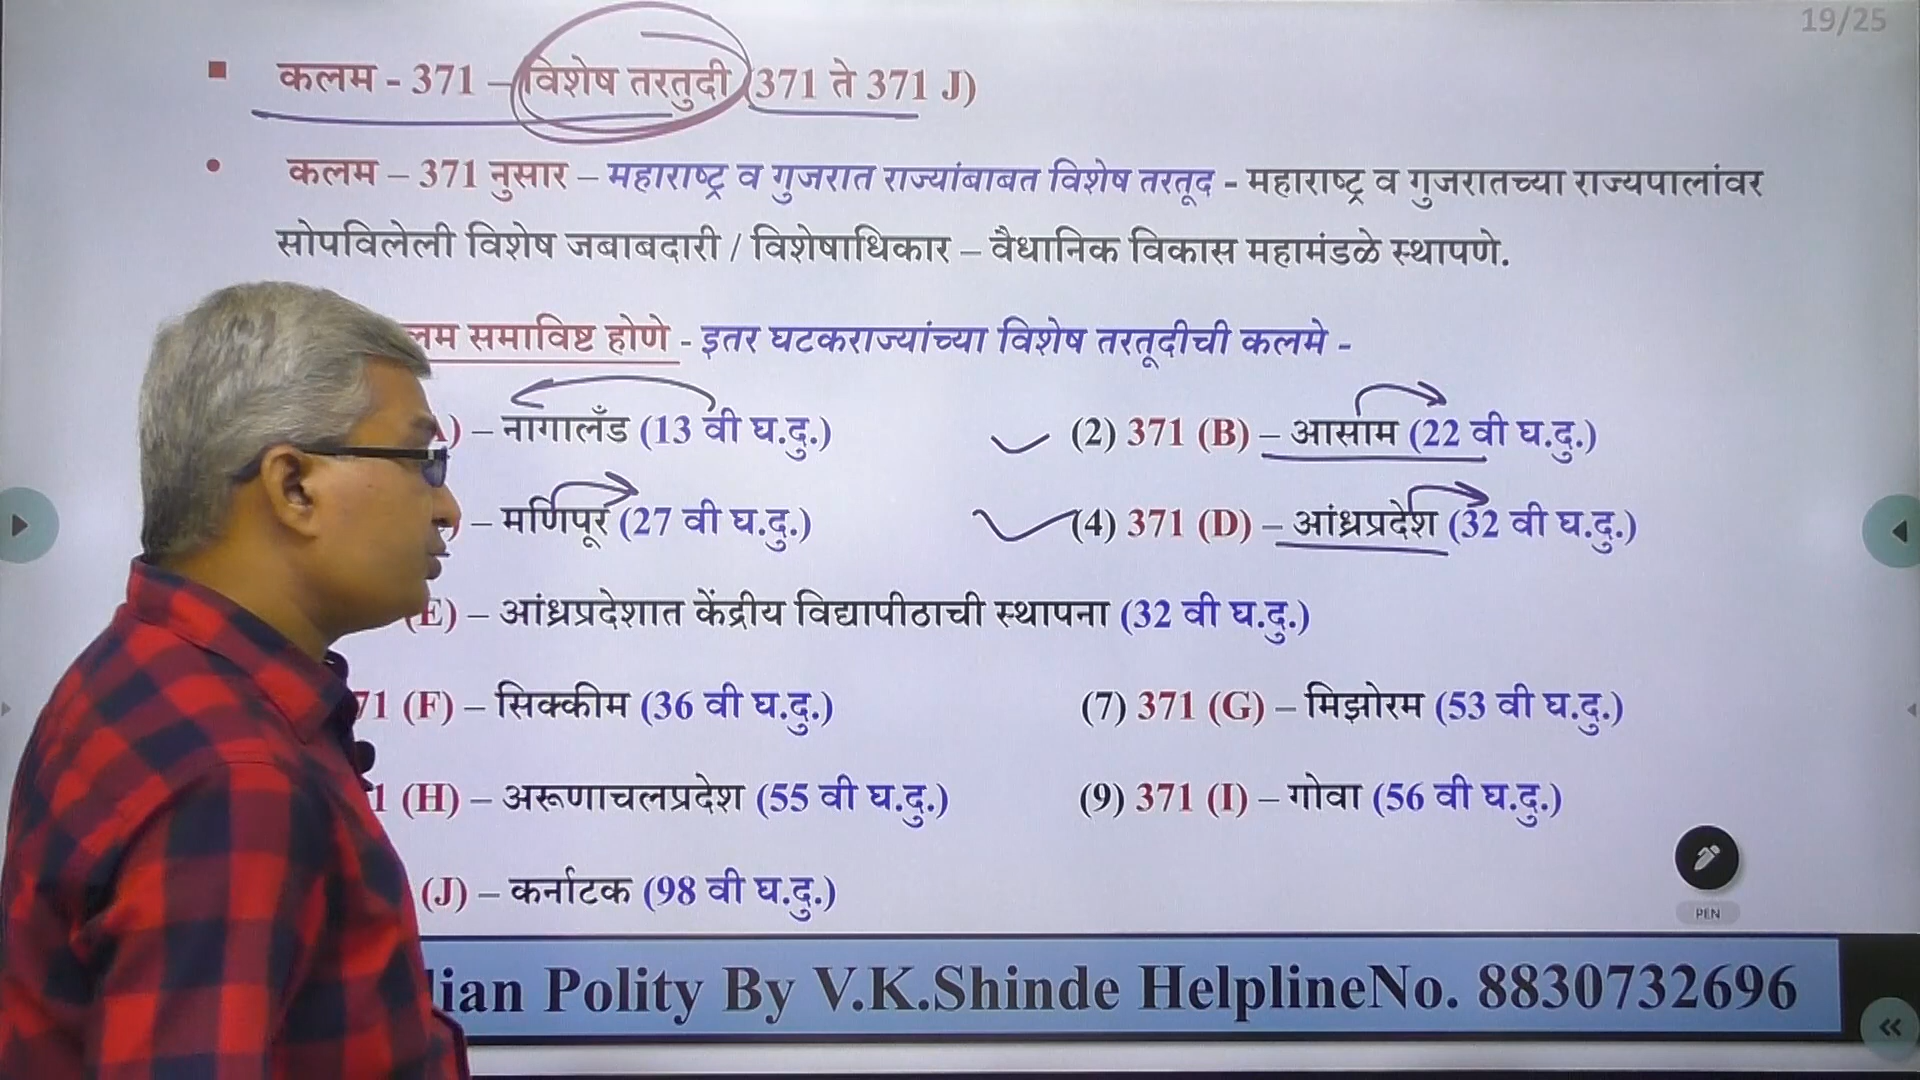 19/25
कलम - 371 – विशेष तरतुदी (371 ते 371 J)
कलम – 371 नुसार – महाराष्ट्र व गुजरात राज्यांबाबत विशेष तरतूद - महाराष्ट्र व गुजरातच्या राज्यपालांवर
सोपविलेली विशेष जबाबदारी / विशेषाधिकार – वैधानिक विकास महामंडळे स्थापणे.
समाविष्ट होणे - इतर घटकराज्यांच्या विशेष तरतूदीची कलमे -
) – नागालँड (13 वी घ.दु.) (2) 371 (B) – आसाम (22 वी घ.दु.)
– मणिपूर (27 वी घ.दु.) (4) 371 (D) – आंध्रप्रदेश (32 वी घ.दु.)
(E) – आंध्रप्रदेशात केंद्रीय विद्यापीठाची स्थापना (32 वी घ.दु.)
71 (F) – सिक्कीम (36 वी घ.दु.) (7) 371 (G) – मिझोरम (53 वी घ.दु.)
1 (H) – अरूणाचलप्रदेश (55 वी घ.दु.) (9) 371 (I) – गोवा (56 वी घ.दु.)
(J) – कर्नाटक (98 वी घ.दु.)
PEN
dian Polity By V.K.Shinde HelplineNo. 8830732696